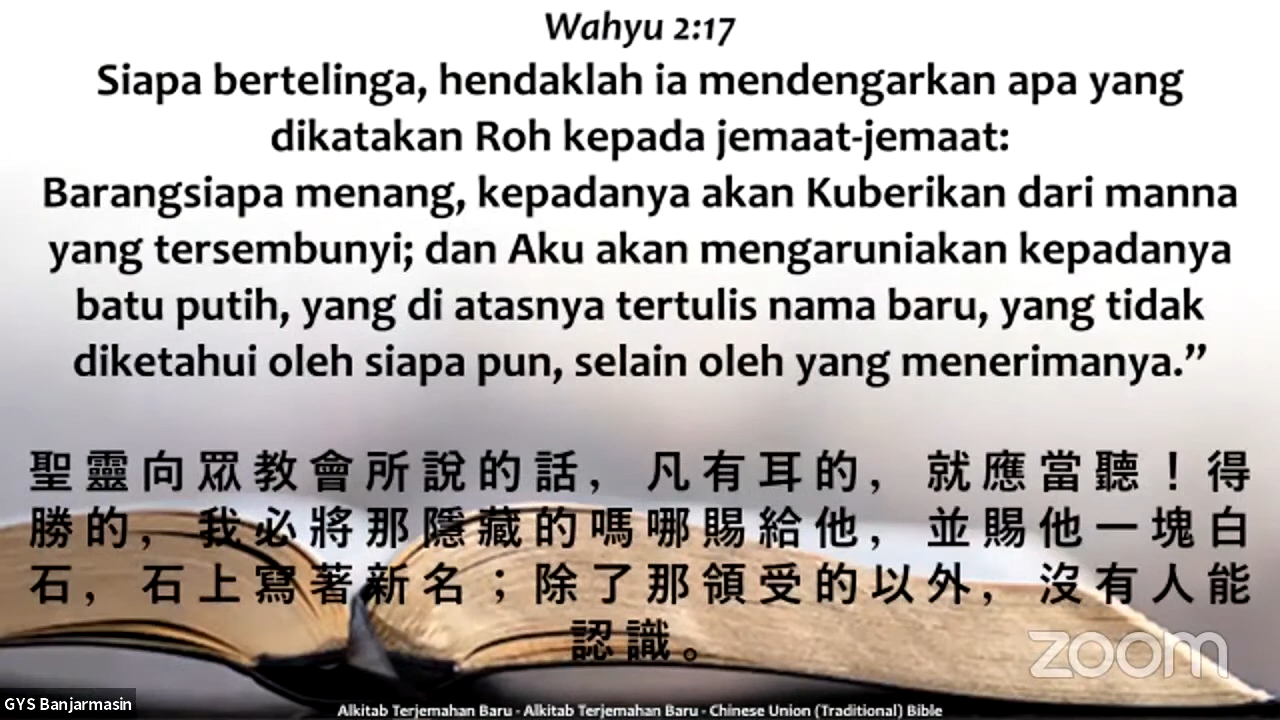 Wahyu 2:17
Siapa bertelinga, hendaklah ia mendengarkan apa yang
dikatakan Roh kepada jemaat-jemaat:
Barangsiapa menang, kepadanya akan Kuberikan dari manna
yang tersembunyi; dan Aku akan mengaruniakan kepadanya
batu putih, yang di atasnya tertulis nama baru, yang tidak
diketahui oleh siapa pun, selain oleh yang menerimanya.”
聖靈向眾教會所說的話，凡有耳的，就應當聽！得
勝的，我必將那隱藏的嗎哪賜給他，並賜他一塊白
石，石上寫著新名；除了那領受的以外，沒有人能
認識。
zoom
GYS Banjarmasin
Alkitab Terjemahan Baru - Alkitab Terjemahan Baru - Chinese Union (Traditional) Bible